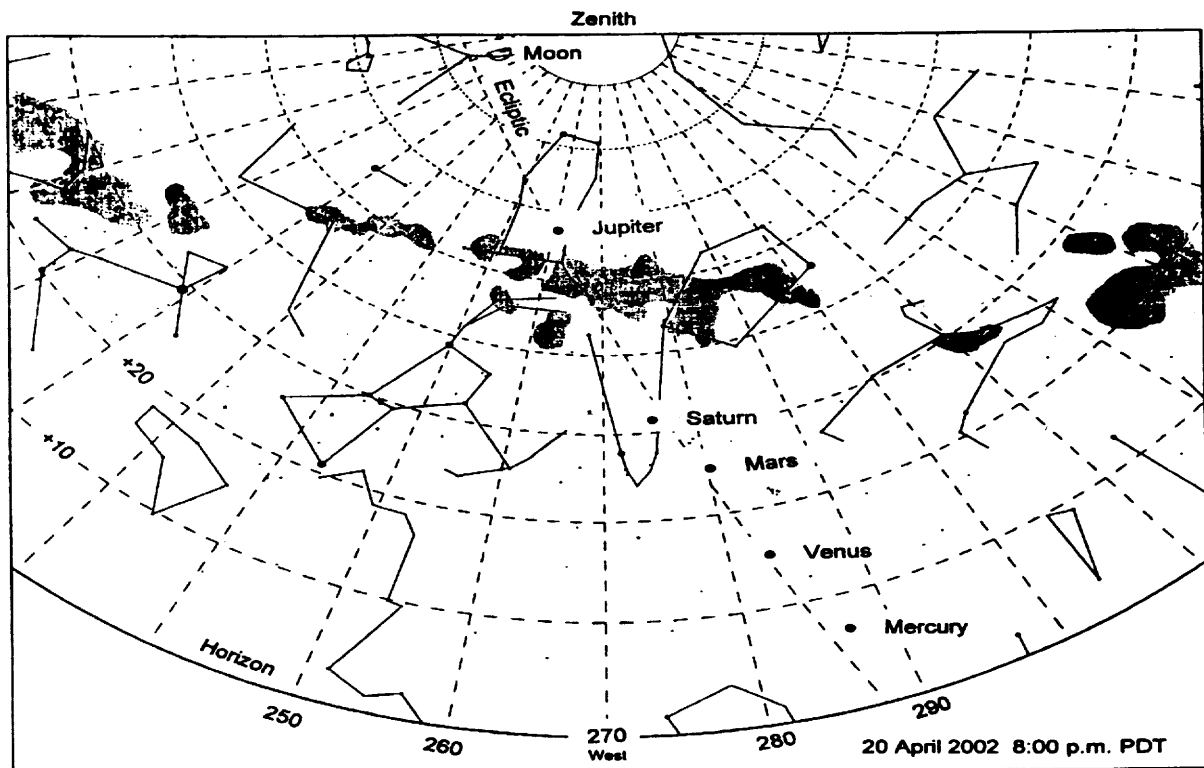 Zenith
Moon
Ecliptic
Jupiter
+20
Saturn
+10
Mars
Venus
Mercury
Horizon
250
260
270
West
280
290
20 April 2002 8:00 p.m. PDT